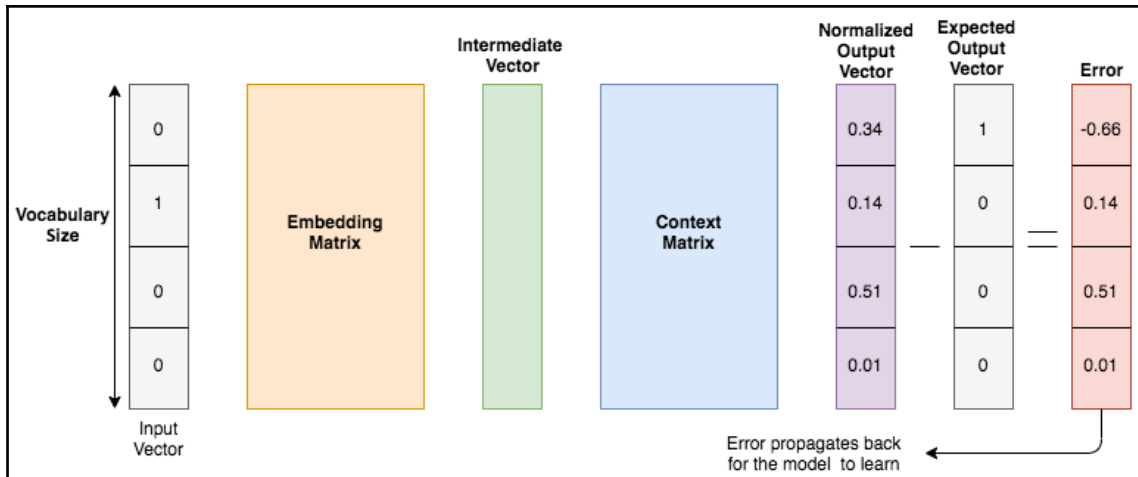 Vocabulary
Size
0
1
0
0
Input
Vector
Embedding
Matrix
Intermediate
Vector
Context
Matrix
Normalized
Output
Vector
0.34
0.14
0.51
0.01
Expected
Output
Vector
1
0
0
0
Error
-0.66
0.14
0.51
0.01
Error propagates back
for the model to learn